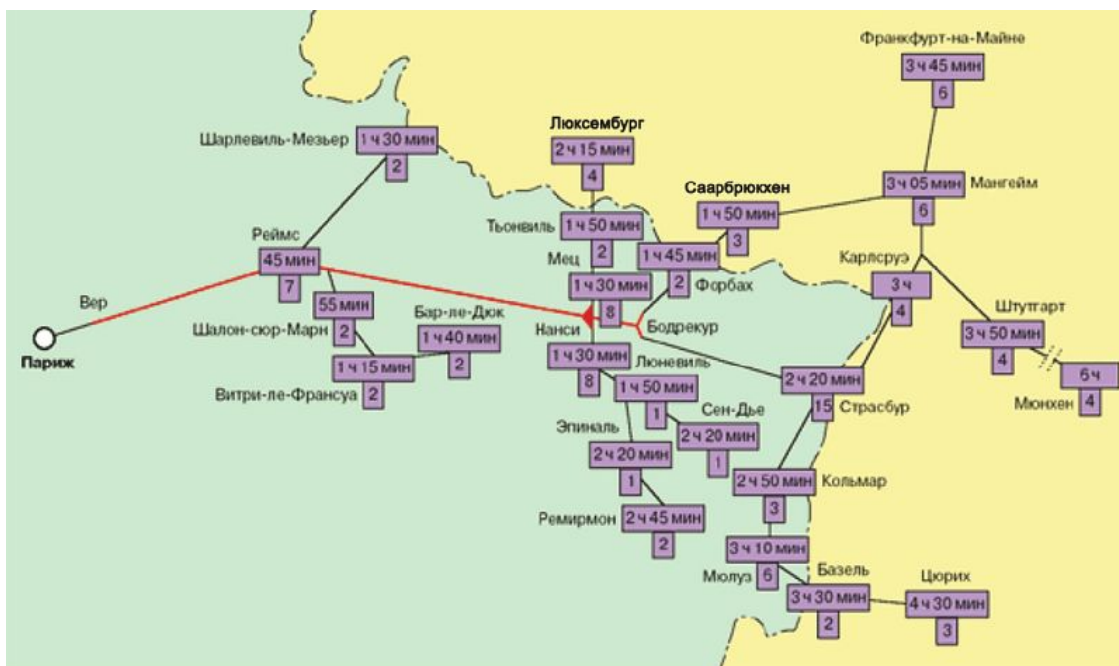 Франкфурт-на-Майне
3 ч 45 мин
6
Шарлевиль-Мезьер
1 ч 30 мин
2
Люксембург
2 ч 15 мин
4
Саарбрюкхен
1 ч 50 мин
3
3 ч 05 мин
Мангейм
6
Тьонвиль
1 ч 50 мин
2
Реймс
45 мин
7
Мец
1 ч 30 мин
8
1 ч 45 мин
2
Форбах
Карлсруэ
3 ч
4
Вер
Париж
55 мин
Шалон-сюр-Марн
2
Бар-ле-Дюк
1 ч 40 мин
2
Нанси
1 ч 30 мин
8
Бодрекур
Штутгарт
3 ч 50 мин
4
1 ч 15 мин
Витри-ле-Франсуа
2
Люневиль
1 ч 50 мин
1
2 ч 20 мин
15
Страсбур
6 ч
Мюнхен
4
Сен-Дье
2 ч 20 мин
1
Эпиналь
2 ч 20 мин
1
2 ч 50 мин
Кольмар
3
Ремирмон
2 ч 45 мин
2
3 ч 10 мин
Мюлуз
6
Базель
3 ч 30 мин
2
Цюрих
4 ч 30 мин
3